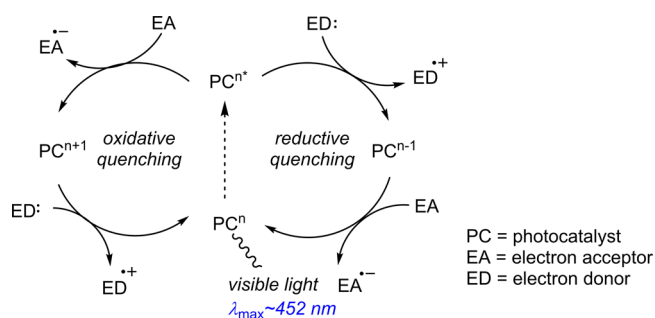 EA
EA•−
ED:
ED•+
PCn*
oxidative
quenching
reductive
quenching
PCn+1
PCn-1
ED:
PCn
EA
ED•+
EA•−
visible light
λmax~452 nm
PC = photocatalyst
EA = electron acceptor
ED = electron donor